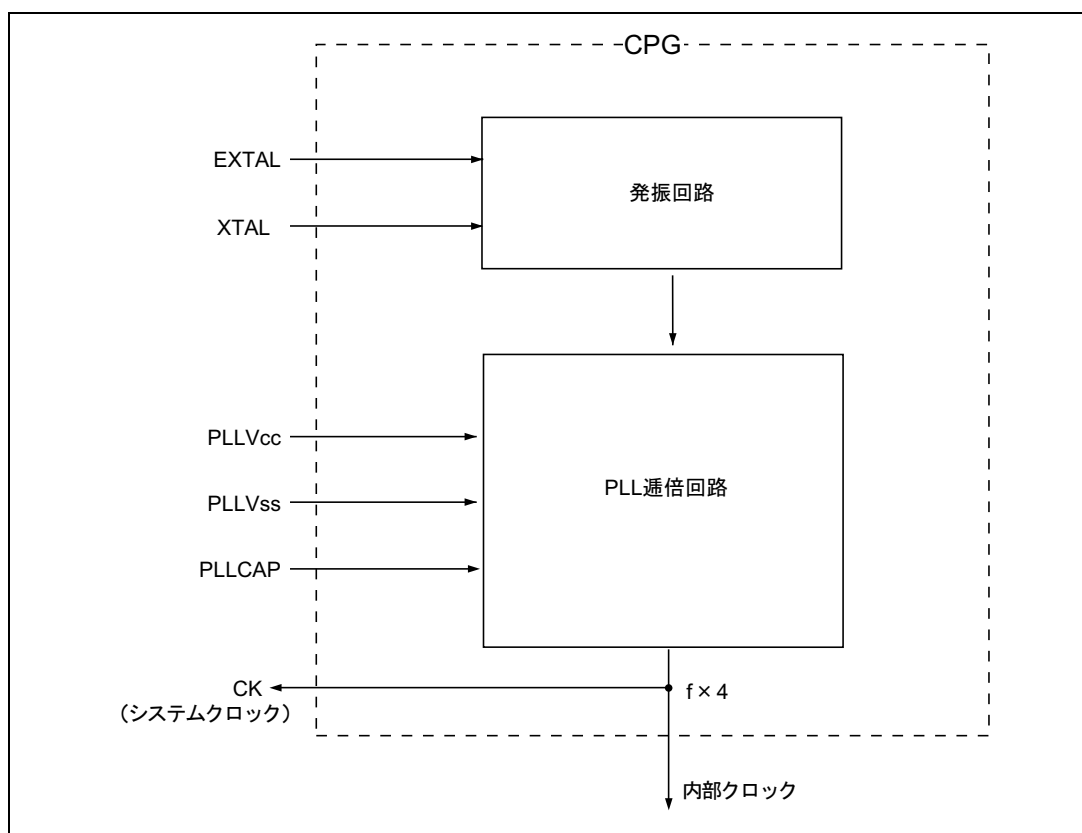 CPG
EXTAL
発振回路
XTAL
PLLVcc
PLL逓倍回路
PLLVss
PLLCAP
CK
(システムクロック)
f×4
内部クロック